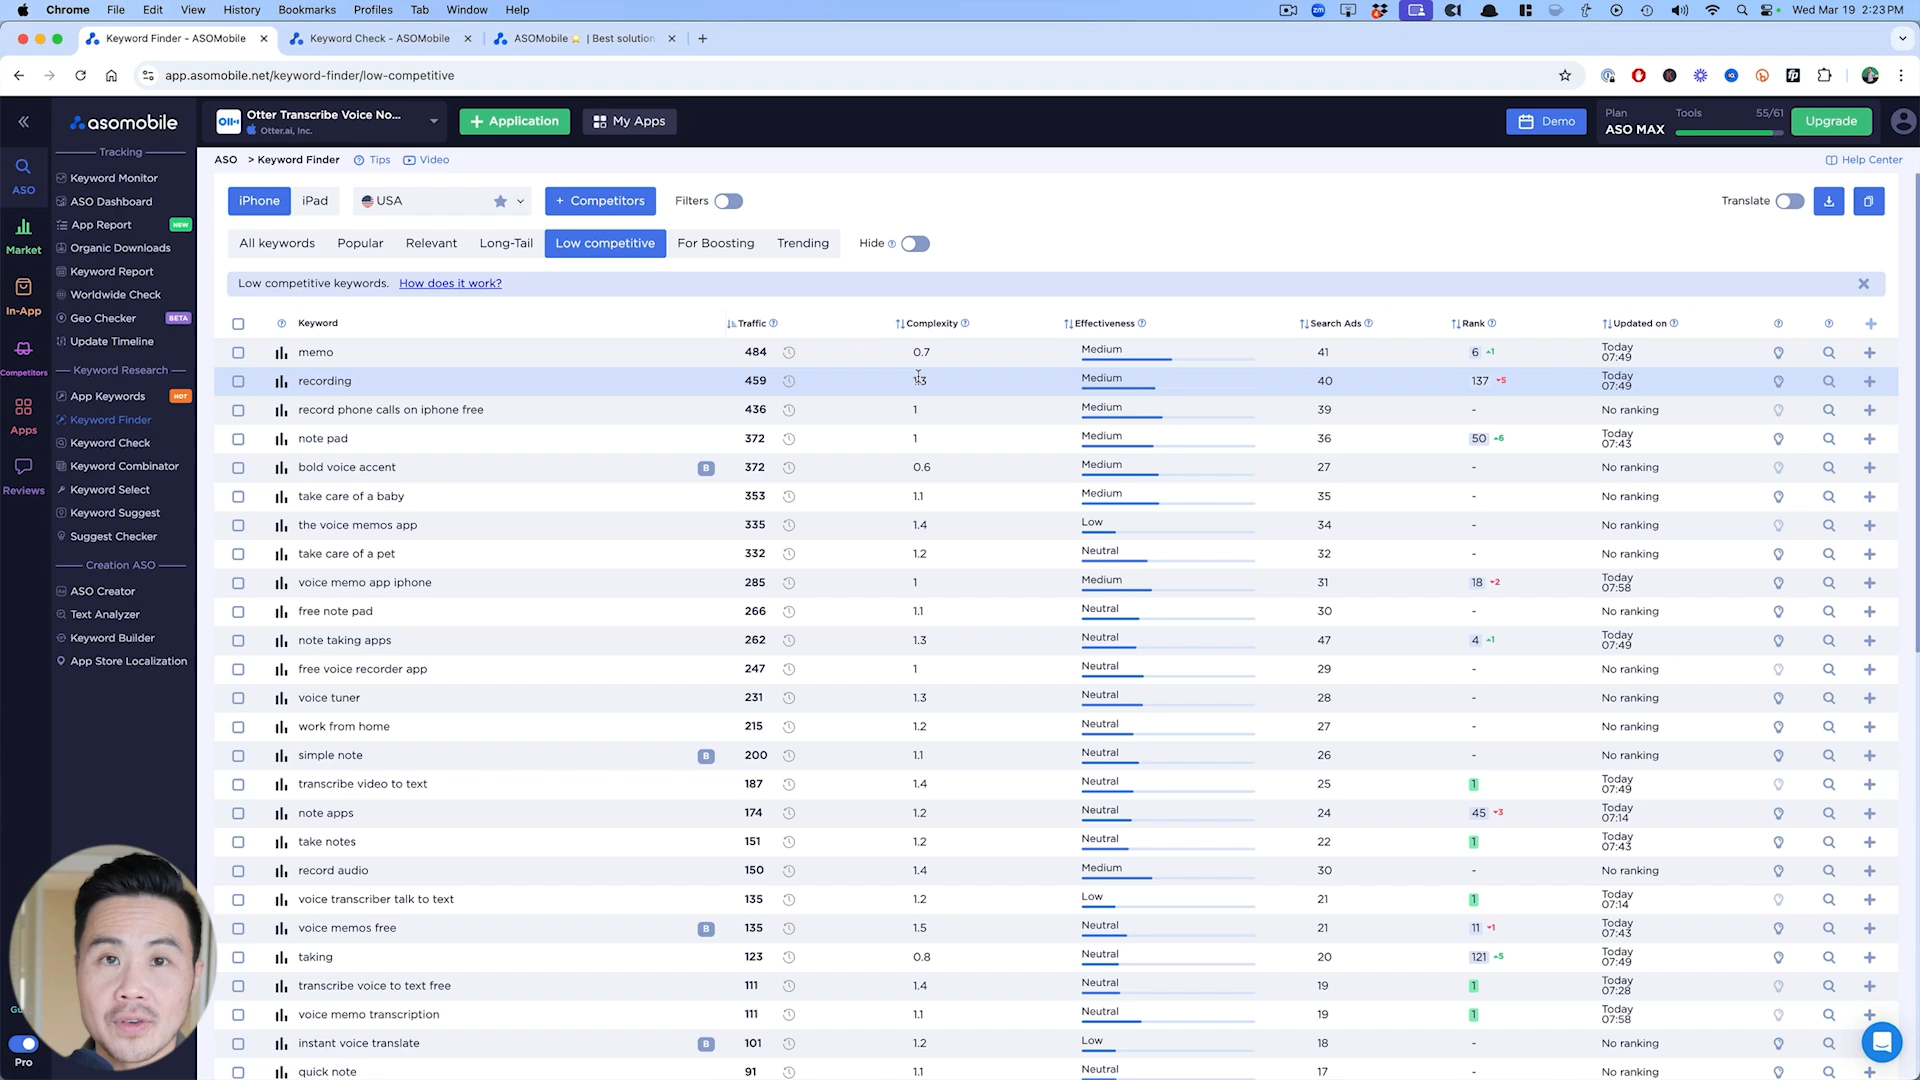 Chrome File Edit View History Bookmarks Profiles Tab Window Help Wed Mar 19 2:23PM
Keyword Finder - ASOMobile Keyword Check - ASOMobile ASOMobile | Best solution
app.asomobile.net/keyword-finder/low-competitive
asomobile Otter Transcribe Voice No... Otter.ai, Inc. + Application My Apps Demo Plan ASO MAX Tools 55/61 Upgrade
ASO > Keyword Finder Tips Video Help Center
ASO
Market
In-App
Competitors
Apps
Reviews
Pro
Tracking
Keyword Monitor
ASO Dashboard
App Report NEW
Organic Downloads
Keyword Report
Worldwide Check
Geo Checker BETA
Update Timeline
Keyword Research
App Keywords HOT
Keyword Finder
Keyword Check
Keyword Combinator
Keyword Select
Keyword Suggest
Suggest Checker
Creation ASO
ASO Creator
Text Analyzer
Keyword Builder
App Store Localization
iPhone iPad USA + Competitors Filters Translate
All keywords Popular Relevant Long-Tail Low competitive For Boosting Trending Hide
Low competitive keywords. How does it work?
Keyword Traffic Complexity Effectiveness Search Ads Rank Updated on
memo 484 0.7 Medium 41 6 1 Today 07:49
recording 459 1.3 Medium 40 137 5 Today 07:49
record phone calls on iphone free 436 1 Medium 39 - No ranking
note pad 372 1 Medium 36 50 6 Today 07:43
bold voice accent B 372 0.6 Medium 27 - No ranking
take care of a baby 353 1.1 Medium 35 - No ranking
the voice memos app 335 1.4 Low 34 - No ranking
take care of a pet 332 1.2 Neutral 32 - No ranking
voice memo app iphone 285 1 Medium 31 18 2 Today 07:58
free note pad 266 1.1 Neutral 30 - No ranking
note taking apps 262 1.3 Neutral 47 4 1 Today 07:49
free voice recorder app 247 1 Neutral 29 - No ranking
voice tuner 231 1.3 Neutral 28 - No ranking
work from home 215 1.2 Neutral 27 - No ranking
simple note B 200 1.1 Neutral 26 - No ranking
transcribe video to text 187 1.4 Neutral 25 1 Today 07:49
note apps 174 1.2 Neutral 24 45 3 Today 07:14
take notes 151 1.2 Neutral 22 1 Today 07:43
record audio 150 1.4 Medium 30 - No ranking
voice transcriber talk to text 135 1.2 Low 21 1 Today 07:14
voice memos free B 135 1.5 Neutral 21 11 1 Today 07:43
taking 123 0.8 Neutral 20 121 5 Today 07:49
transcribe voice to text free 111 1.4 Neutral 19 1 Today 07:28
voice memo transcription 111 1.1 Neutral 19 1 Today 07:58
instant voice translate B 101 1.2 Low 18 - No ranking
quick note 91 1.1 Neutral 17 - No ranking